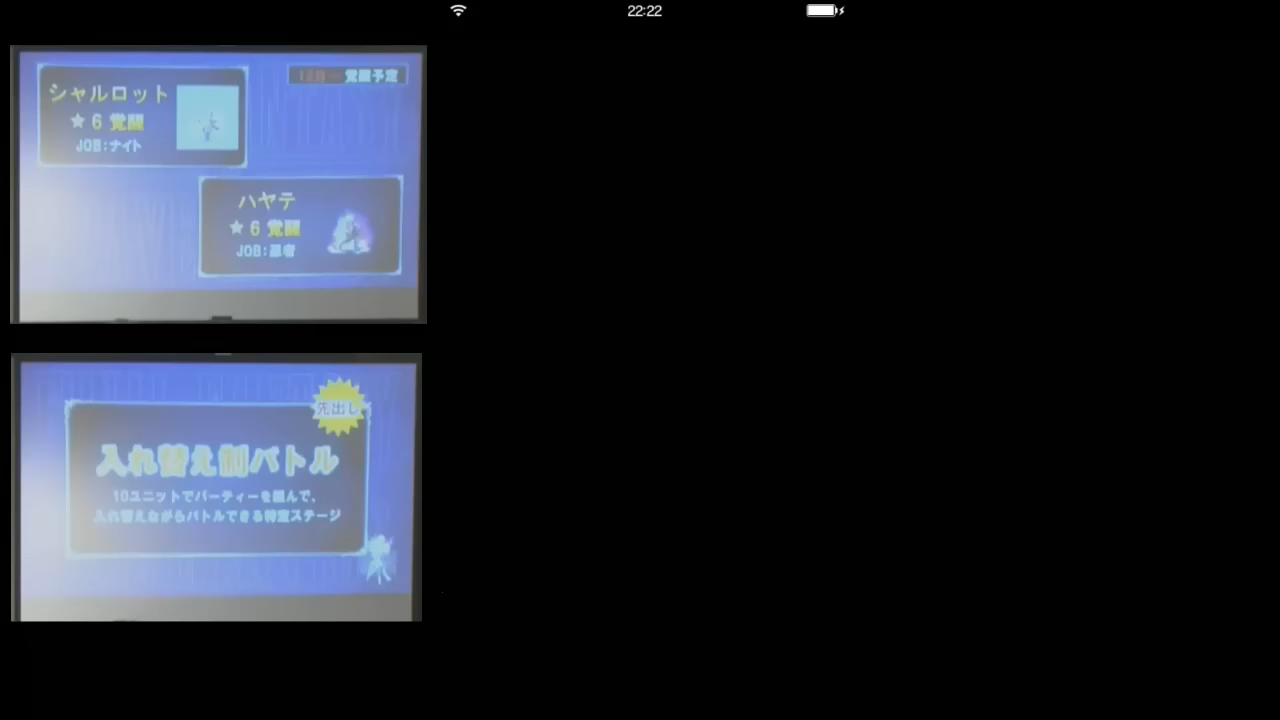 22:22
覚醒予定
シャルロット
★6 覚醒
JOB:ナイト
ハヤテ
★6 覚醒
JOB:忍者
先出し
入れ替え制バトル
10ユニットでパーティーを組んで、
入れ替えながらバトルできる特定ステージ